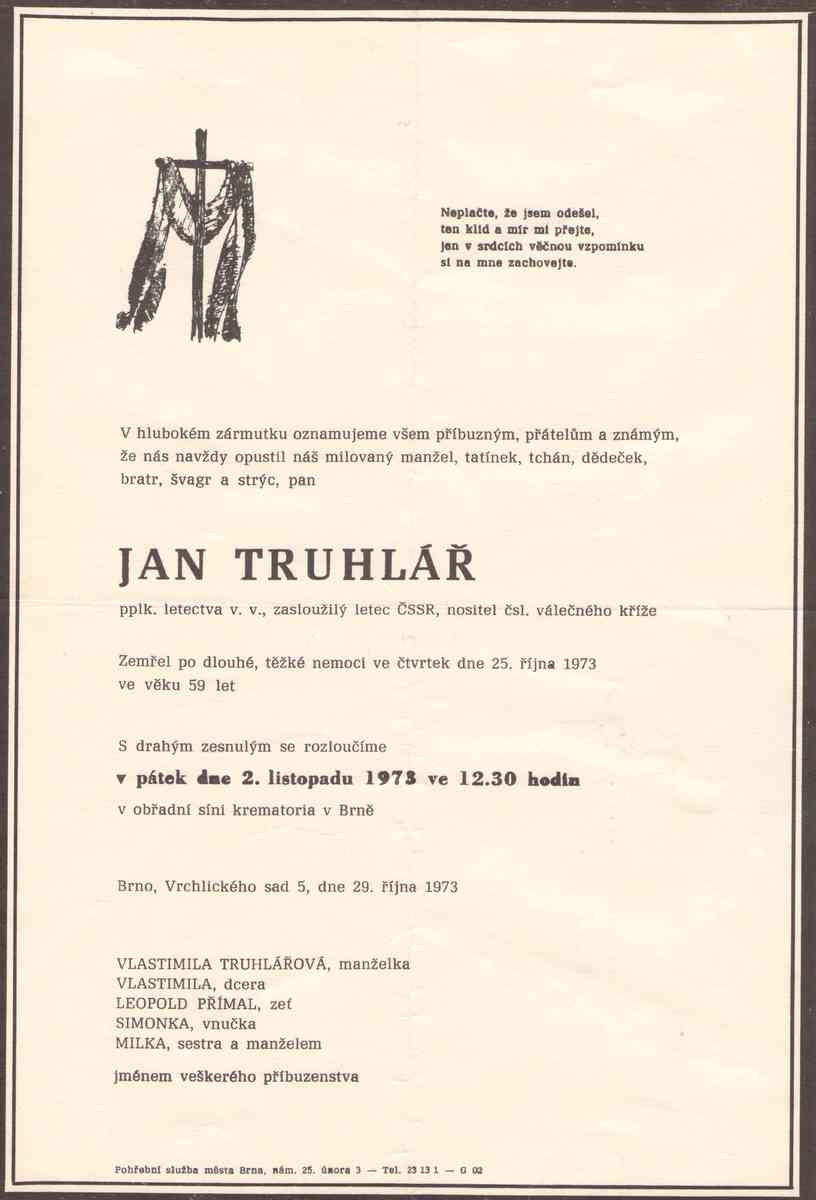 Neplačte, že jsem odešel,
ten klid a mír mi přejte,
jen v srdcích věčnou vzpomínku
si na mne zachovejte.
V hlubokém zármutku oznamujeme všem příbuzným, přátelům a známým,
že nás navždy opustil náš milovaný manžel, tatínek, tchán, dědeček,
bratr, švagr a strýc, pan
JAN TRUHLÁŘ
pplk. letectva v. v., zasloužilý letec ČSSR, nositel čsl. válečného kříže
Zemřel po dlouhé, těžké nemoci ve čtvrtek dne 25. října 1973
ve věku 59 let
S drahým zesnulým se rozloučíme
v pátek dne 2. listopadu 1973 ve 12.30 hodin
v obřadní síni krematoria v Brně
Brno, Vrchlického sad 5, dne 29. října 1973
VLASTIMILA TRUHLÁŘOVÁ, manželka
VLASTIMILA, dcera
LEOPOLD PŘÍMAL, zeť
SIMONKA, vnučka
MILKA, sestra a manželem
jménem veškerého příbuzenstva
Pohřební služba města Brna, nám. 25. února 3 — Tel. 23 13 1 — G 02